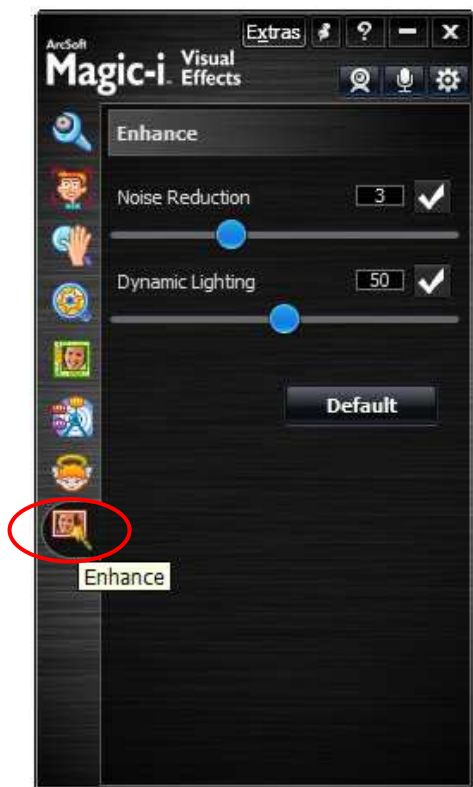 Extras ? – x
ArcSoft
Magic-i. Visual
Effects
Enhance
Noise Reduction 3
Dynamic Lighting 50
Default
Enhance